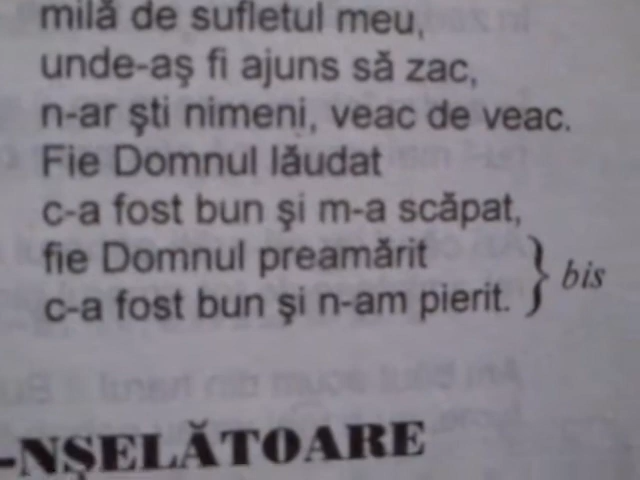 milă de sufletul meu,
unde-aş fi ajuns să zac,
n-ar şti nimeni, veac de veac.
Fie Domnul lăudat
c-a fost bun şi m-a scăpat,
fie Domnul preamărit
c-a fost bun şi n-am pierit.
bis
-NŞELĂTOARE